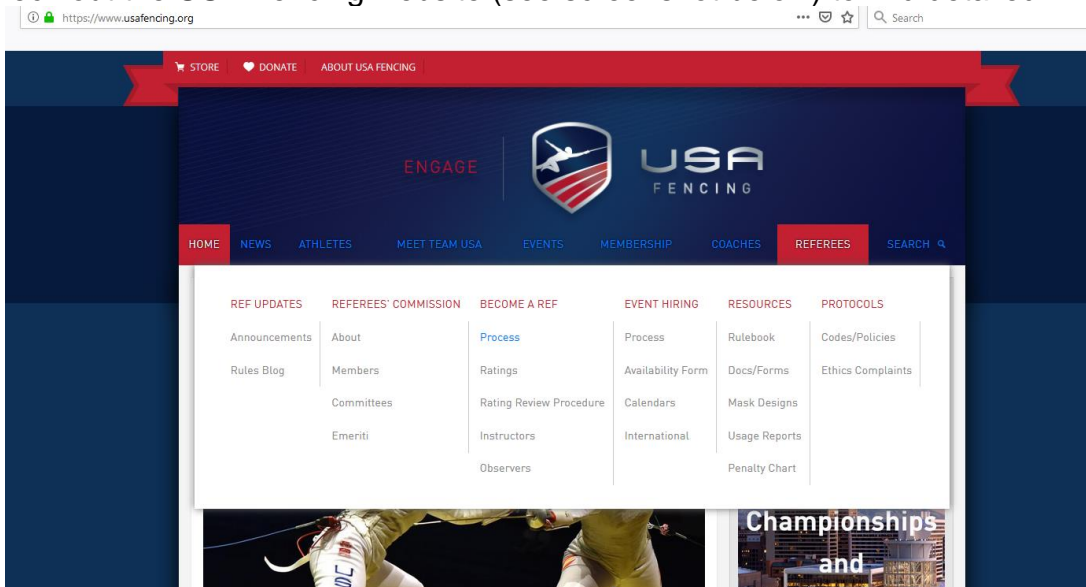 https://www.usafencing.org
Search
STORE DONATE ABOUT USA FENCING
ENGAGE
USA
FENCING
HOME NEWS ATHLETES MEET TEAM USA EVENTS MEMBERSHIP COACHES REFEREES SEARCH
REF UPDATES
Announcements
Rules Blog
REFEREES' COMMISSION
About
Members
Committees
Emeriti
BECOME A REF
Process
Ratings
Rating Review Procedure
Instructors
Observers
EVENT HIRING
Process
Availability Form
Calendars
International
RESOURCES
Rulebook
Docs/Forms
Mask Designs
Usage Reports
Penalty Chart
PROTOCOLS
Codes/Policies
Ethics Complaints
Championships
and